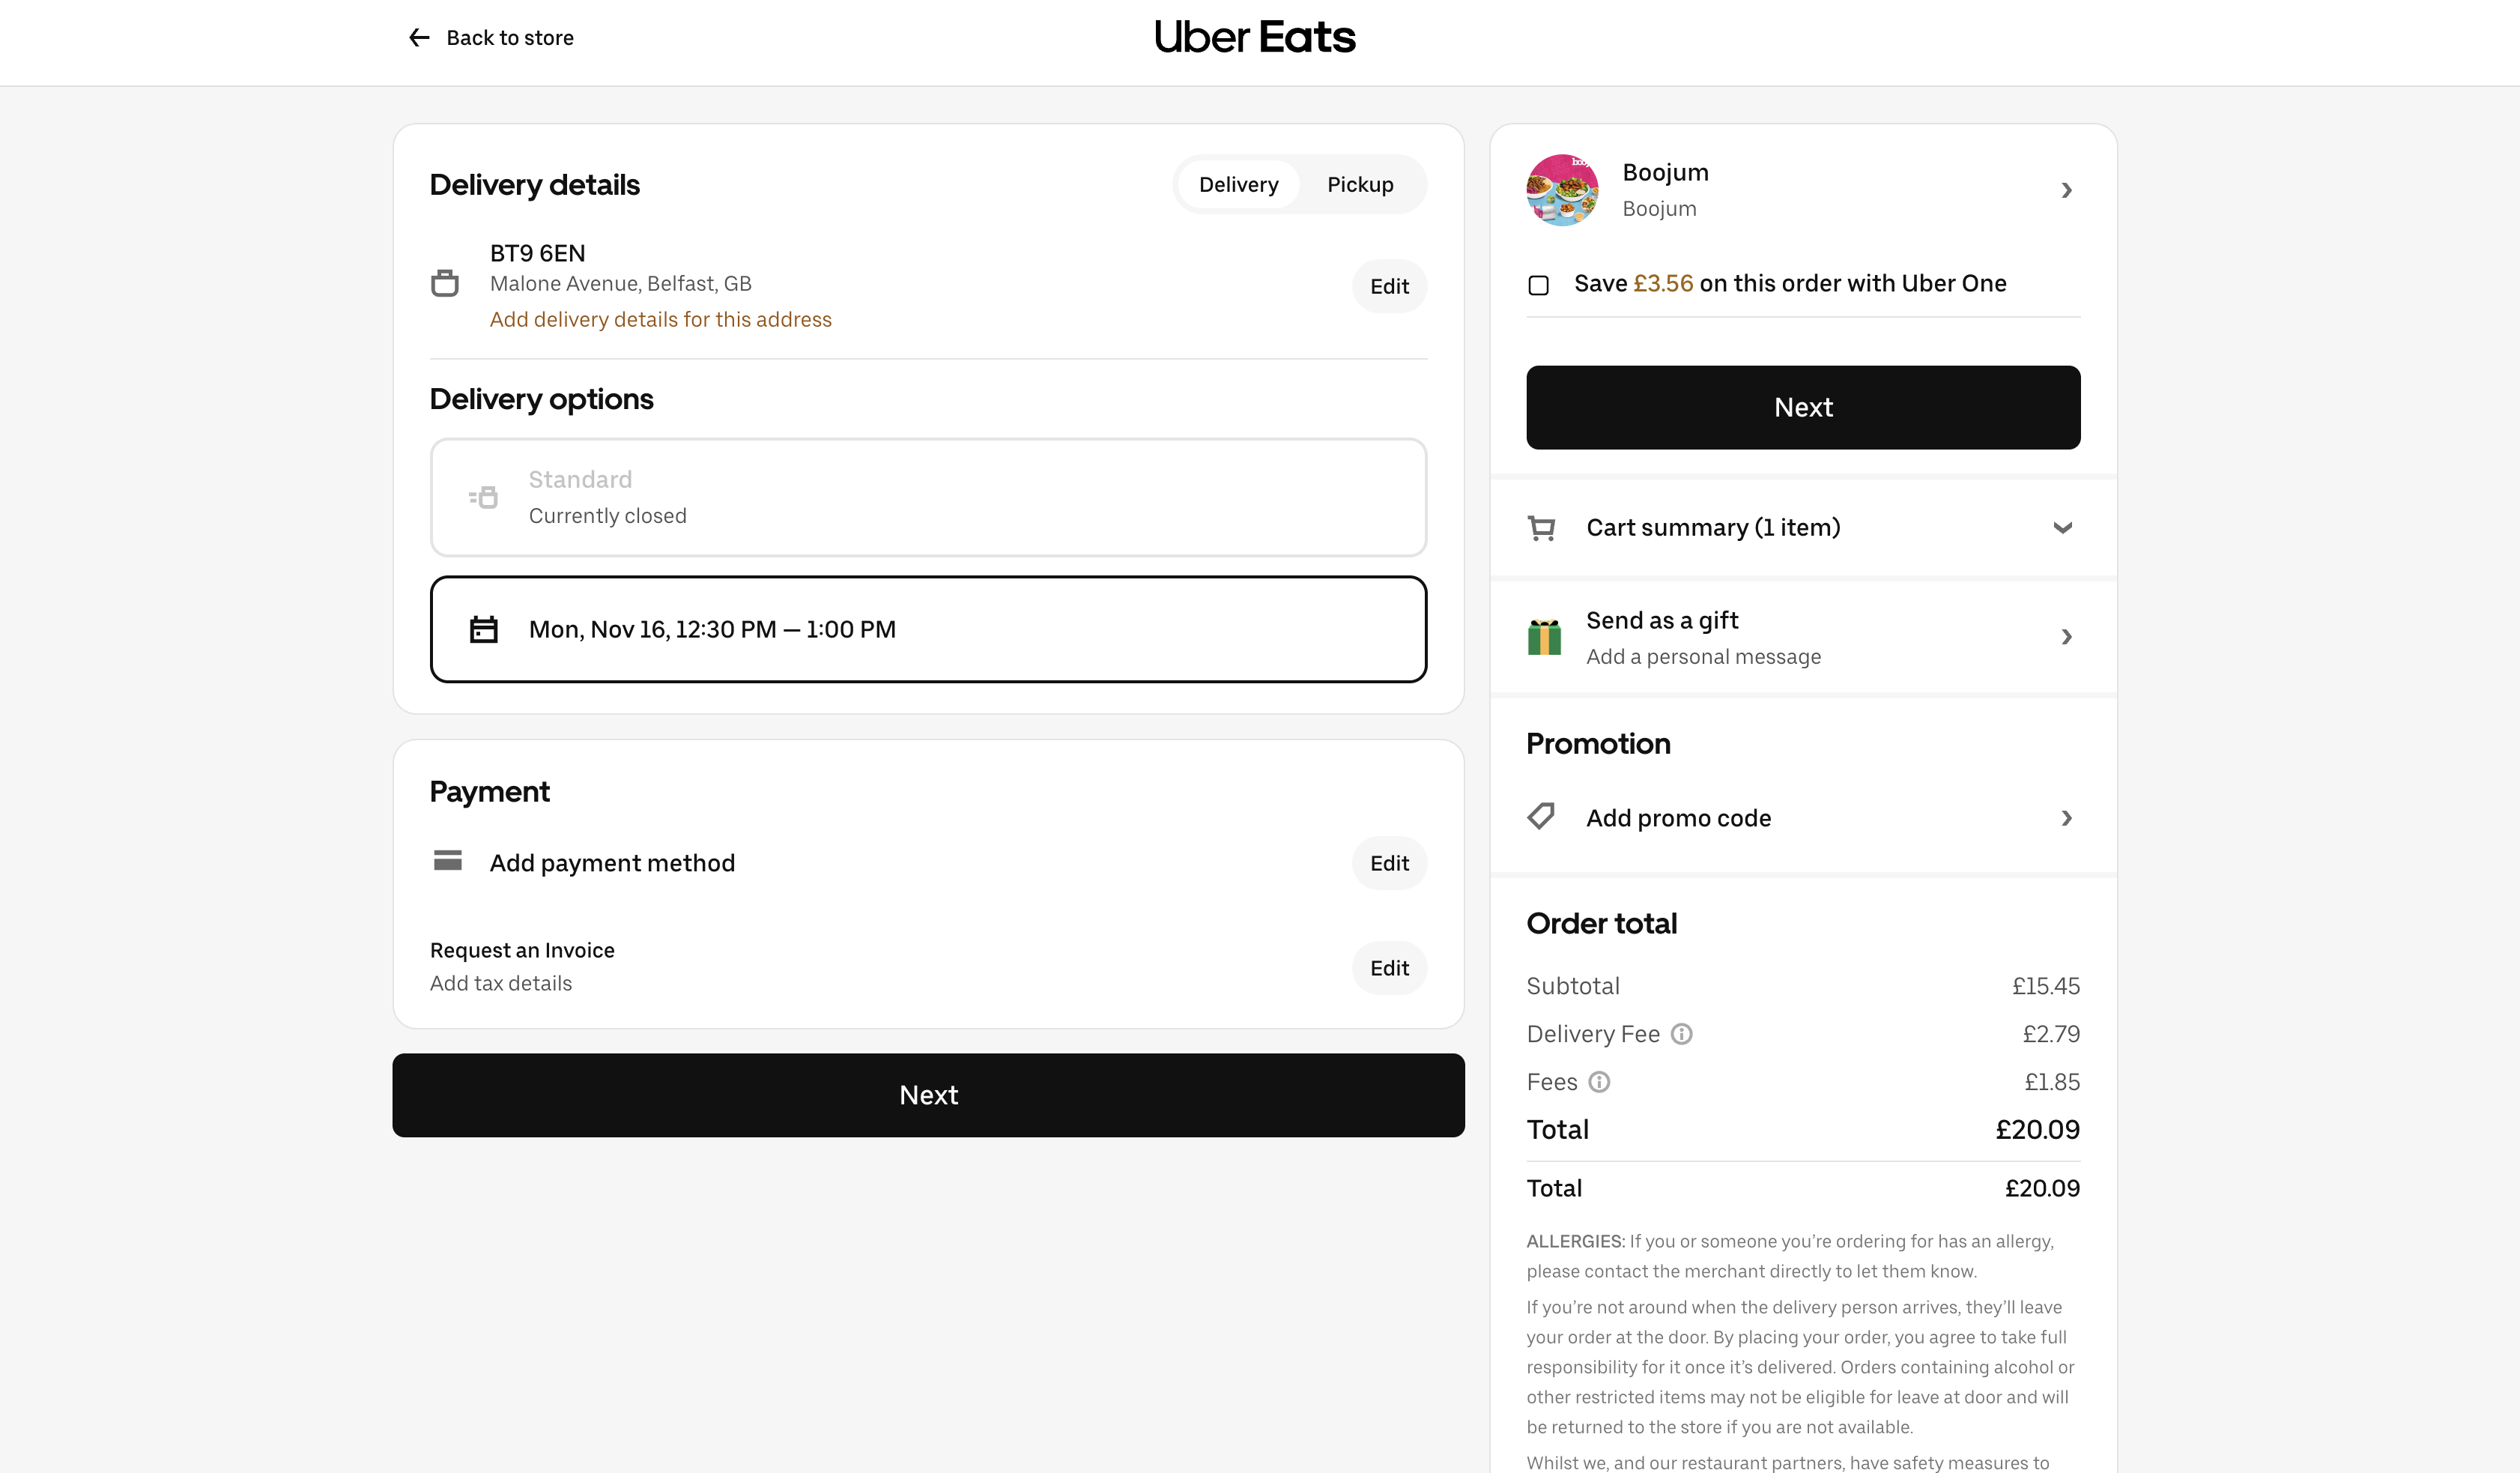 Back to store
Uber Eats
Delivery details
Delivery
Pickup
BT9 6EN
Malone Avenue, Belfast, GB
Add delivery details for this address
Edit
Delivery options
Standard
Currently closed
Mon, Nov 16, 12:30 PM — 1:00 PM
Payment
Add payment method
Edit
Request an Invoice
Add tax details
Edit
Next
Boojum
Boojum
Save £3.56 on this order with Uber One
Next
Cart summary (1 item)
Send as a gift
Add a personal message
Promotion
Add promo code
Order total
Subtotal £15.45
Delivery Fee £2.79
Fees £1.85
Total £20.09
Total £20.09
ALLERGIES: If you or someone you’re ordering for has an allergy,
please contact the merchant directly to let them know.
If you’re not around when the delivery person arrives, they’ll leave
your order at the door. By placing your order, you agree to take full
responsibility for it once it’s delivered. Orders containing alcohol or
other restricted items may not be eligible for leave at door and will
be returned to the store if you are not available.
Whilst we, and our restaurant partners, have safety measures to